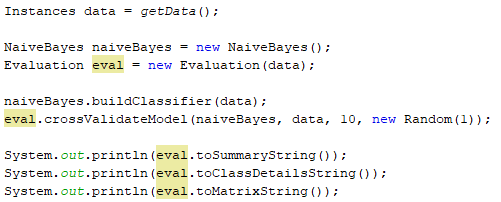 Instances data = getData();
NaiveBayes naiveBayes = new NaiveBayes();
Evaluation eval = new Evaluation(data);
naiveBayes.buildClassifier(data);
eval.crossValidateModel(naiveBayes, data, 10, new Random(1));
System.out.println(eval.toSummaryString());
System.out.println(eval.toClassDetailsString());
System.out.println(eval.toMatrixString());